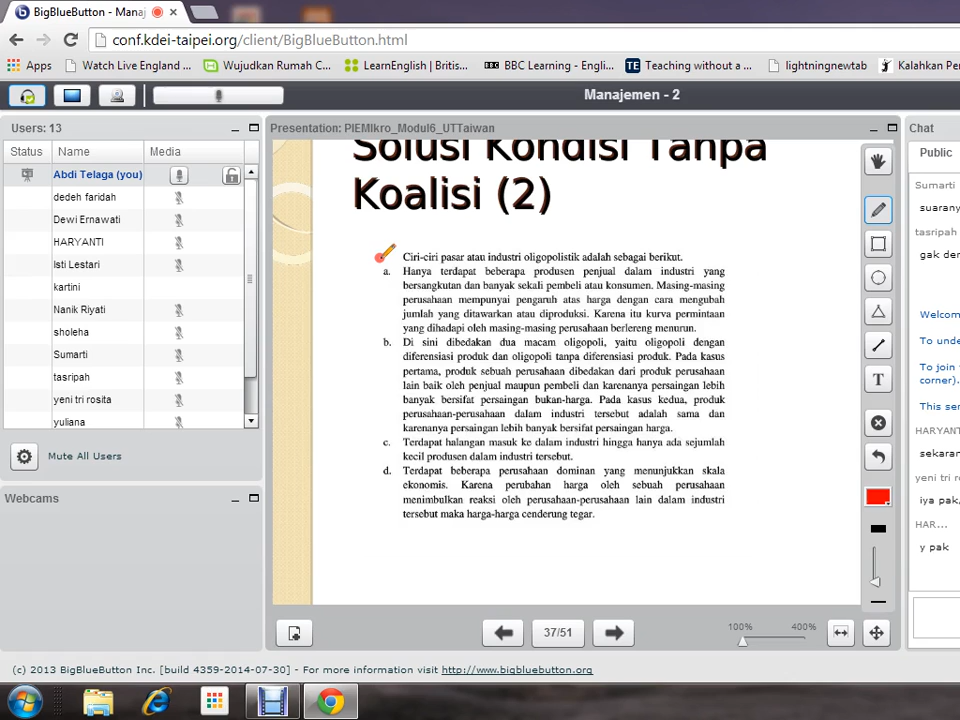 BigBlueButton - Manaj
conf.kdei-taipei.org/client/BigBlueButton.html
Apps Watch Live England ... Wujudkan Rumah C... LearnEnglish | Britis... BBC BBC Learning - Engli... TE Teaching without a ... lightningnewtab Kalahkan Pe
Manajemen - 2
Users: 13
Status Name Media
Abdi Telaga (you)
dedeh faridah
Dewi Ernawati
HARYANTI
Isti Lestari
kartini
Nanik Riyati
sholeha
Sumarti
tasripah
yeni tri rosita
yuliana
Mute All Users
Webcams
Presentation: PIEMIkro_Modul6_UTTaiwan
Solusi Kondisi Tanpa
Koalisi (2)
Ciri-ciri pasar atau industri oligopolistik adalah sebagai berikut.
a. Hanya terdapat beberapa produsen penjual dalam industri yang
bersangkutan dan banyak sekali pembeli atau konsumen. Masing-masing
perusahaan mempunyai pengaruh atas harga dengan cara mengubah
jumlah yang ditawarkan atau diproduksi. Karena itu kurva permintaan
yang dihadapi oleh masing-masing perusahaan berlereng menurun.
b. Di sini dibedakan dua macam oligopoli, yaitu oligopoli dengan
diferensiasi produk dan oligopoli tanpa diferensiasi produk. Pada kasus
pertama, produk sebuah perusahaan dibedakan dari produk perusahaan
lain baik oleh penjual maupun pembeli dan karenanya persaingan lebih
banyak bersifat persaingan bukan-harga. Pada kasus kedua, produk
perusahaan-perusahaan dalam industri tersebut adalah sama dan
karenanya persaingan lebih banyak bersifat persaingan harga.
c. Terdapat halangan masuk ke dalam industri hingga hanya ada sejumlah
kecil produsen dalam industri tersebut.
d. Terdapat beberapa perusahaan dominan yang menunjukkan skala
ekonomis. Karena perubahan harga oleh sebuah perusahaan
menimbulkan reaksi oleh perusahaan-perusahaan lain dalam industri
tersebut maka harga-harga cenderung tegar.
T
37/51
100% 400%
Chat
Public
Sumarti
suarany
tasripah
gak der
Welcom
To unde
To join
corner).
This ser
HARYANT
sekaran
yeni tri r
iya pak,
HAR...
y pak
(c) 2013 BigBlueButton Inc. [build 4359-2014-07-30] - For more information visit http://www.bigbluebutton.org